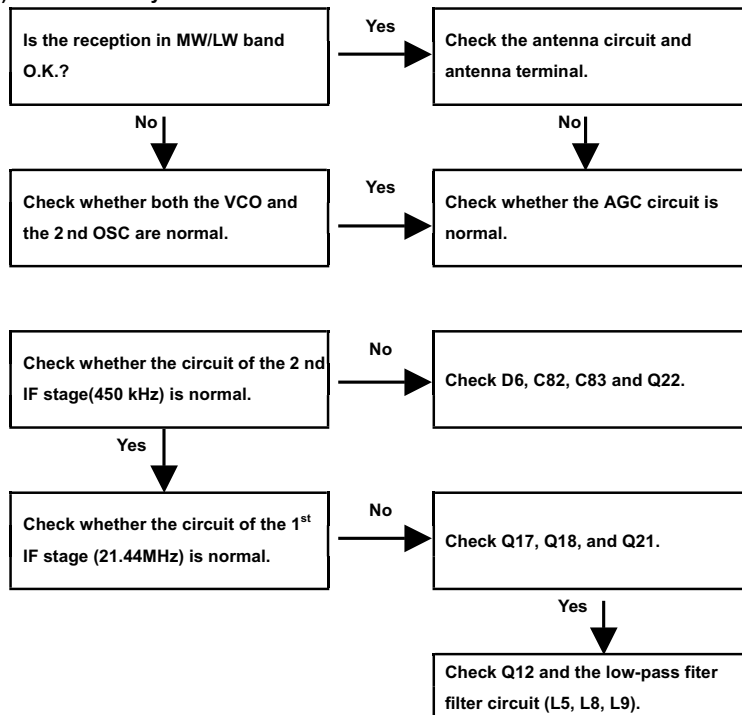 Is the reception in MW/LW band
O.K.?
Yes
Check the antenna circuit and
antenna terminal.
No
No
Check whether both the VCO and
the 2 nd OSC are normal.
Yes
Check whether the AGC circuit is
normal.
Check whether the circuit of the 2 nd
IF stage(450 kHz) is normal.
No
Check D6, C82, C83 and Q22.
Yes
Check whether the circuit of the 1st
IF stage (21.44MHz) is normal.
No
Check Q17, Q18, and Q21.
Yes
Check Q12 and the low-pass fiter
filter circuit (L5, L8, L9).